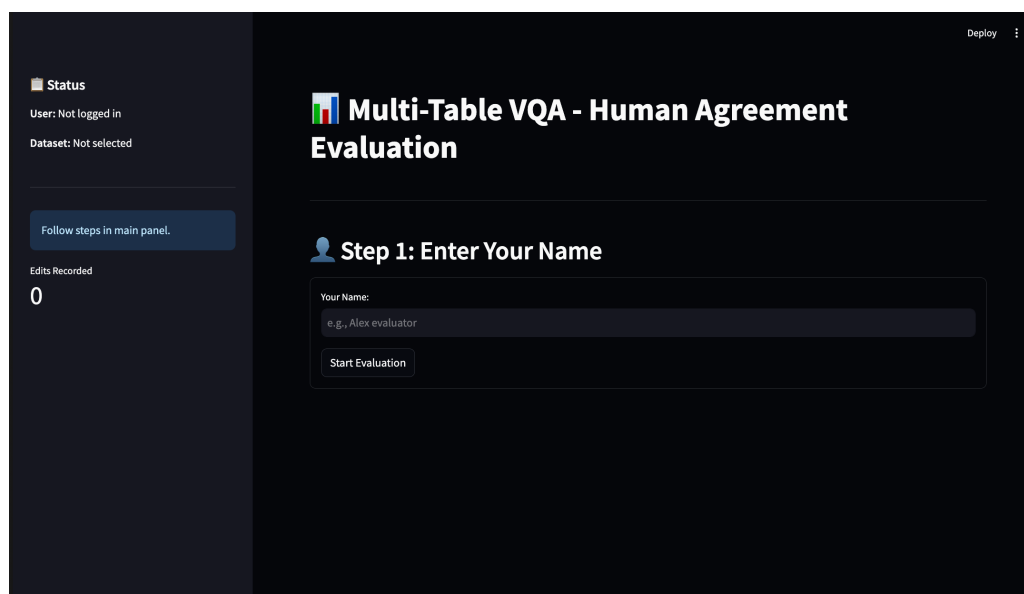 Deploy
📋 Status
User: Not logged in
Dataset: Not selected
Follow steps in main panel.
Edits Recorded
0
📊 Multi-Table VQA - Human Agreement
Evaluation
👤 Step 1: Enter Your Name
Your Name:
e.g., Alex evaluator
Start Evaluation